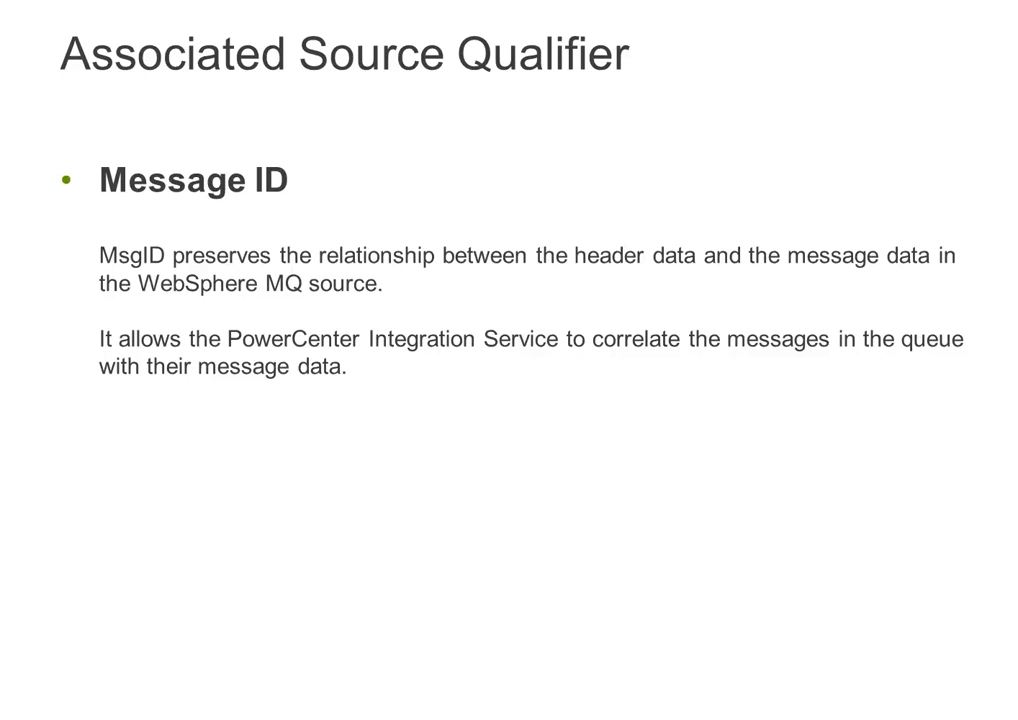 Associated Source Qualifier
• Message ID
MsgID preserves the relationship between the header data and the message data in
the WebSphere MQ source.
It allows the PowerCenter Integration Service to correlate the messages in the queue
with their message data.